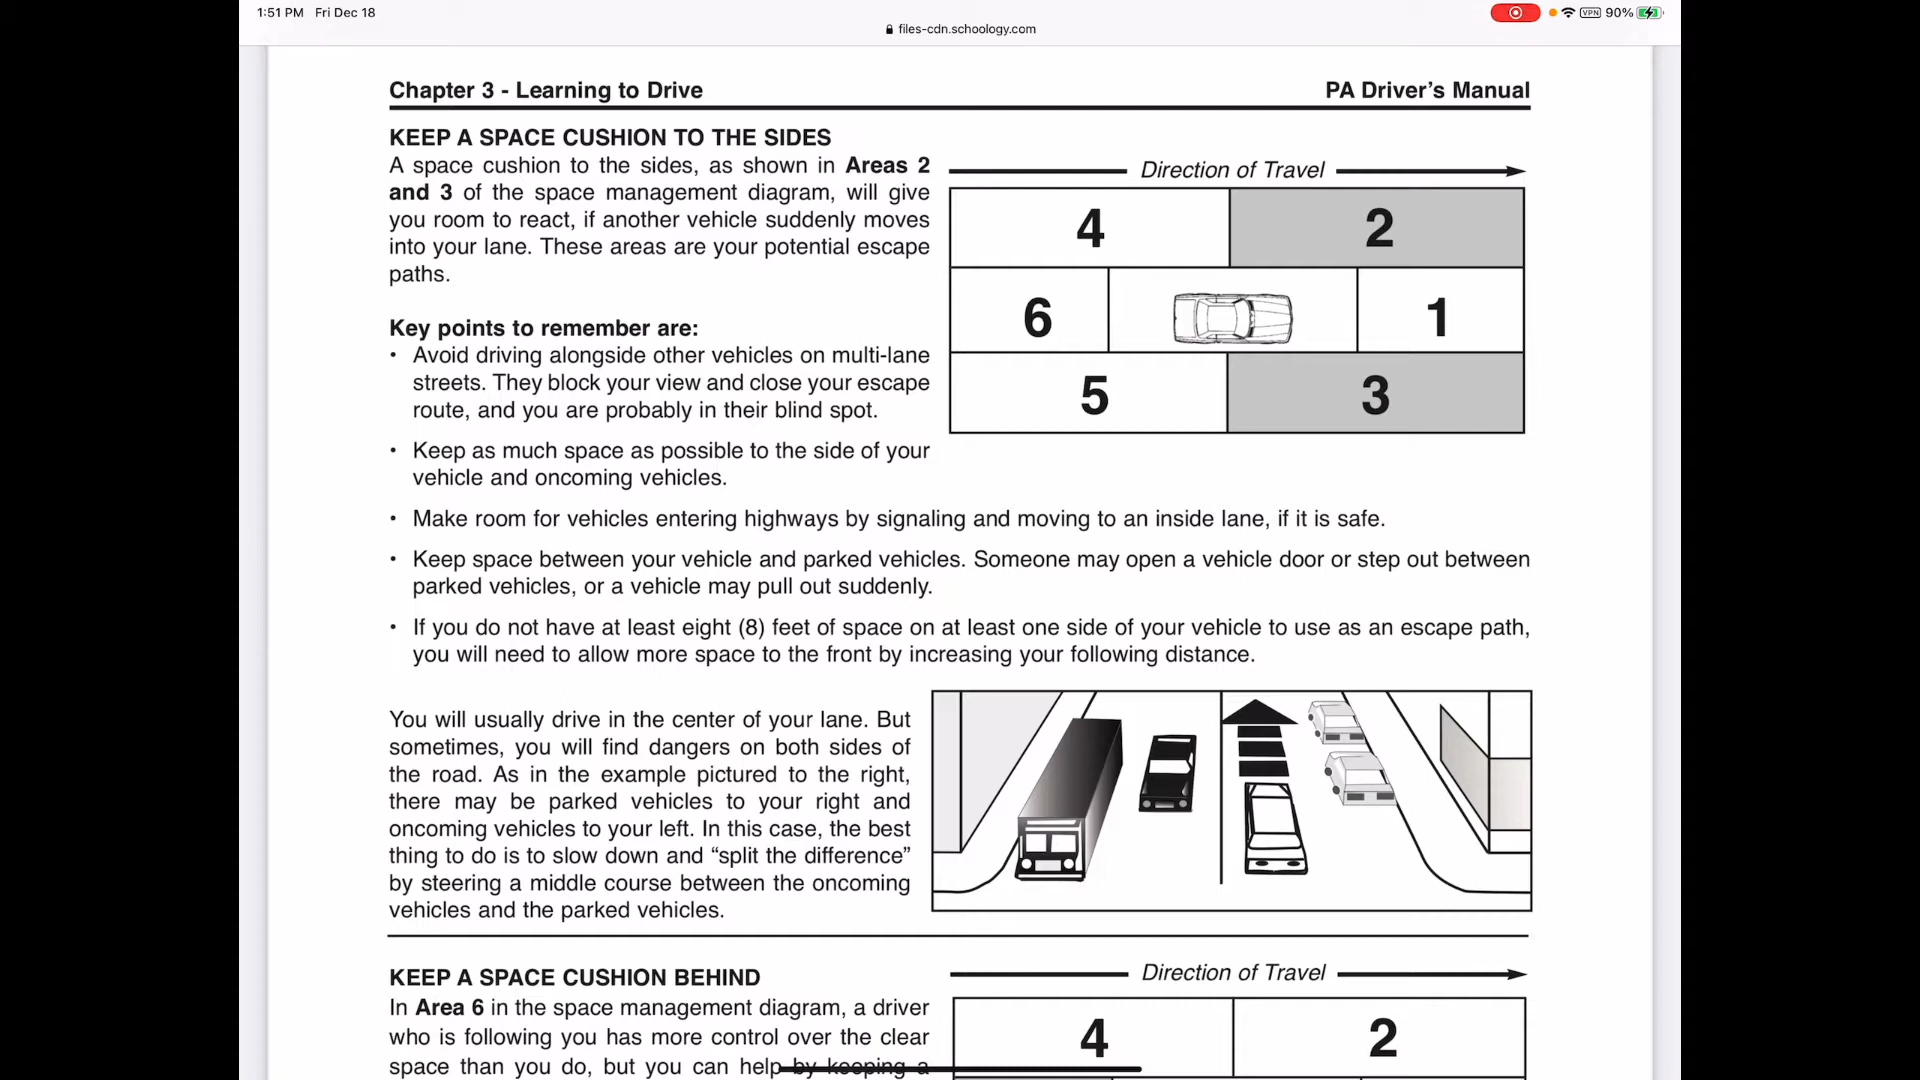 1:51 PM Fri Dec 18
VPN 90%
files-cdn.schoology.com
Chapter 3 - Learning to Drive PA Driver's Manual
KEEP A SPACE CUSHION TO THE SIDES
A space cushion to the sides, as shown in Areas 2
and 3 of the space management diagram, will give
you room to react, if another vehicle suddenly moves
into your lane. These areas are your potential escape
paths.
Key points to remember are:
• Avoid driving alongside other vehicles on multi-lane
streets. They block your view and close your escape
route, and you are probably in their blind spot.
• Keep as much space as possible to the side of your
vehicle and oncoming vehicles.
Direction of Travel
4 2
6 1
5 3
• Make room for vehicles entering highways by signaling and moving to an inside lane, if it is safe.
• Keep space between your vehicle and parked vehicles. Someone may open a vehicle door or step out between
parked vehicles, or a vehicle may pull out suddenly.
• If you do not have at least eight (8) feet of space on at least one side of your vehicle to use as an escape path,
you will need to allow more space to the front by increasing your following distance.
You will usually drive in the center of your lane. But
sometimes, you will find dangers on both sides of
the road. As in the example pictured to the right,
there may be parked vehicles to your right and
oncoming vehicles to your left. In this case, the best
thing to do is to slow down and “split the difference”
by steering a middle course between the oncoming
vehicles and the parked vehicles.
KEEP A SPACE CUSHION BEHIND
In Area 6 in the space management diagram, a driver
who is following you has more control over the clear
space than you do, but you can help by keeping a
Direction of Travel
4 2